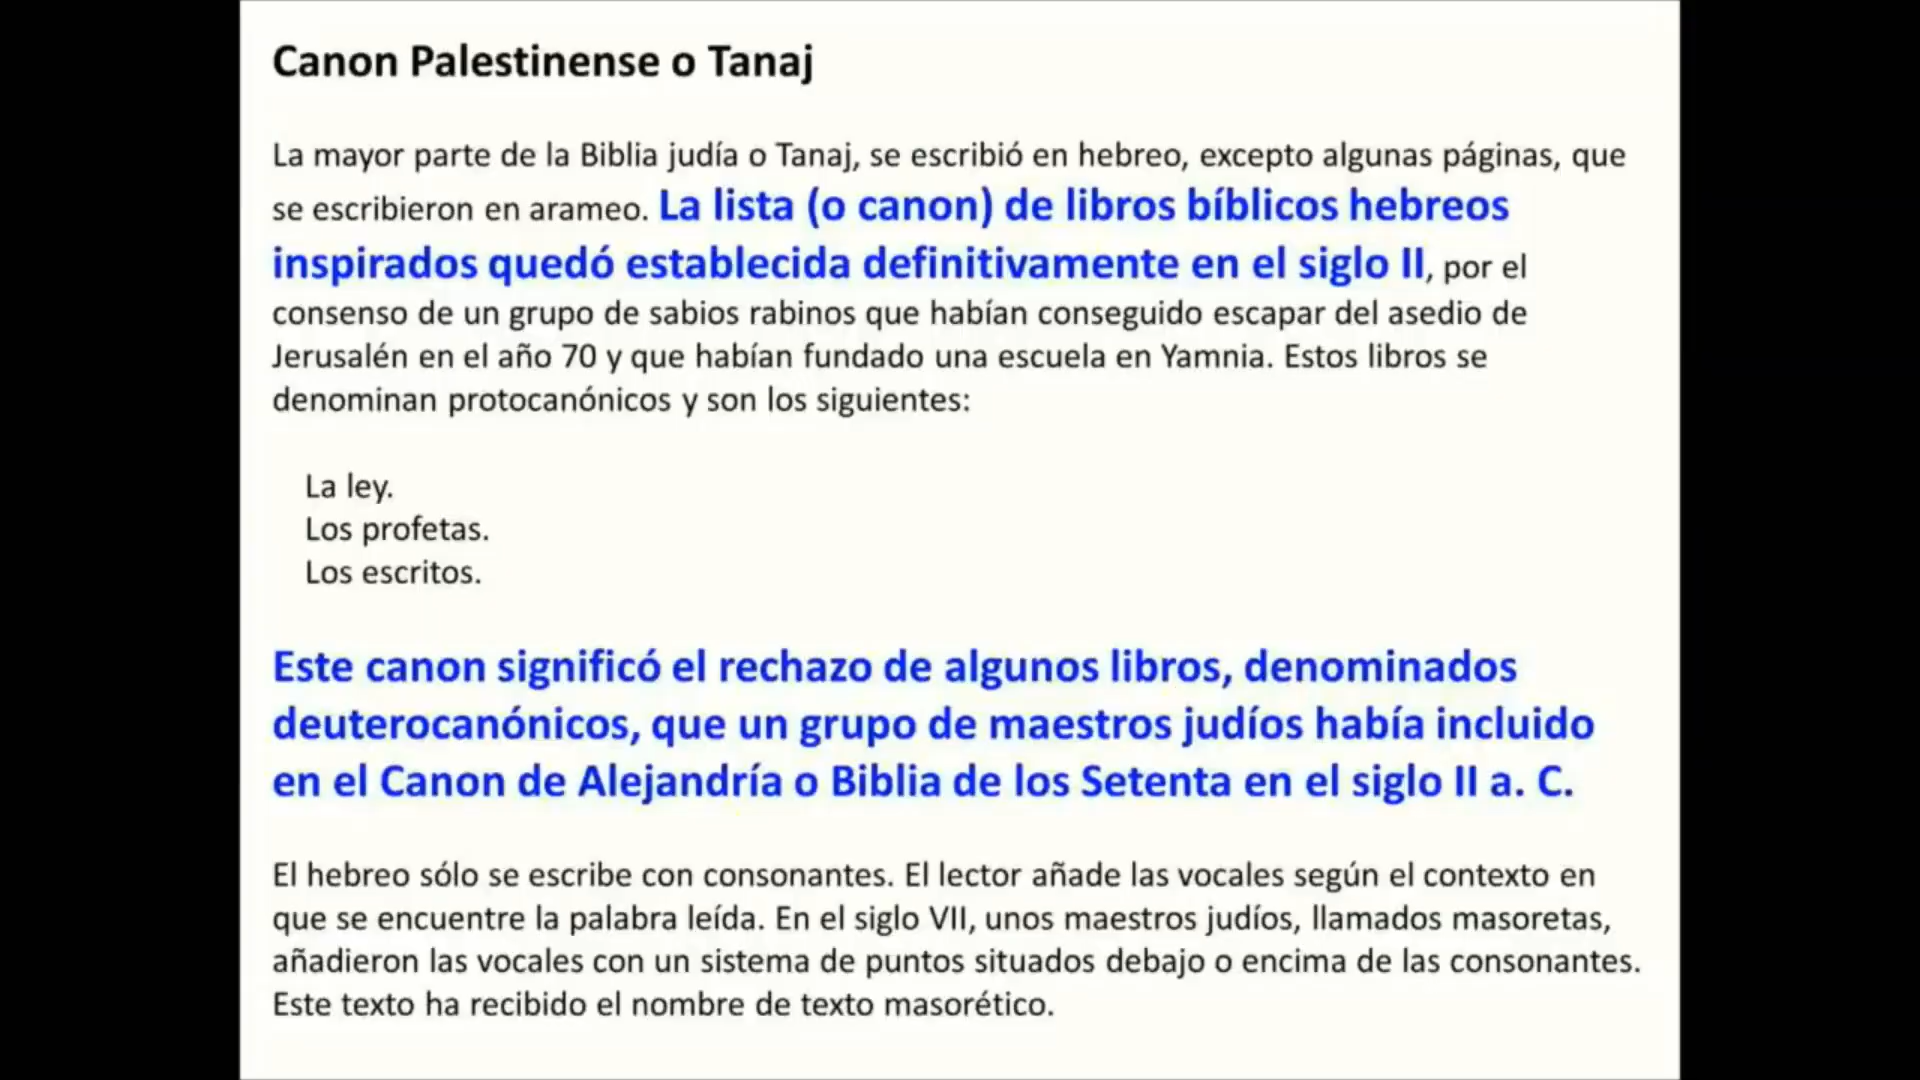 Canon Palestinense o Tanaj
La mayor parte de la Biblia judía o Tanaj, se escribió en hebreo, excepto algunas páginas, que
se escribieron en arameo. La lista (o canon) de libros bíblicos hebreos
inspirados quedó establecida definitivamente en el siglo II, por el
consenso de un grupo de sabios rabinos que habían conseguido escapar del asedio de
Jerusalén en el año 70 y que habían fundado una escuela en Yamnia. Estos libros se
denominan protocanónicos y son los siguientes:
La ley.
Los profetas.
Los escritos.
Este canon significó el rechazo de algunos libros, denominados
deuterocanónicos, que un grupo de maestros judíos había incluido
en el Canon de Alejandría o Biblia de los Setenta en el siglo II a. C.
El hebreo sólo se escribe con consonantes. El lector añade las vocales según el contexto en
que se encuentre la palabra leída. En el siglo VII, unos maestros judíos, llamados masoretas,
añadieron las vocales con un sistema de puntos situados debajo o encima de las consonantes.
Este texto ha recibido el nombre de texto masorético.